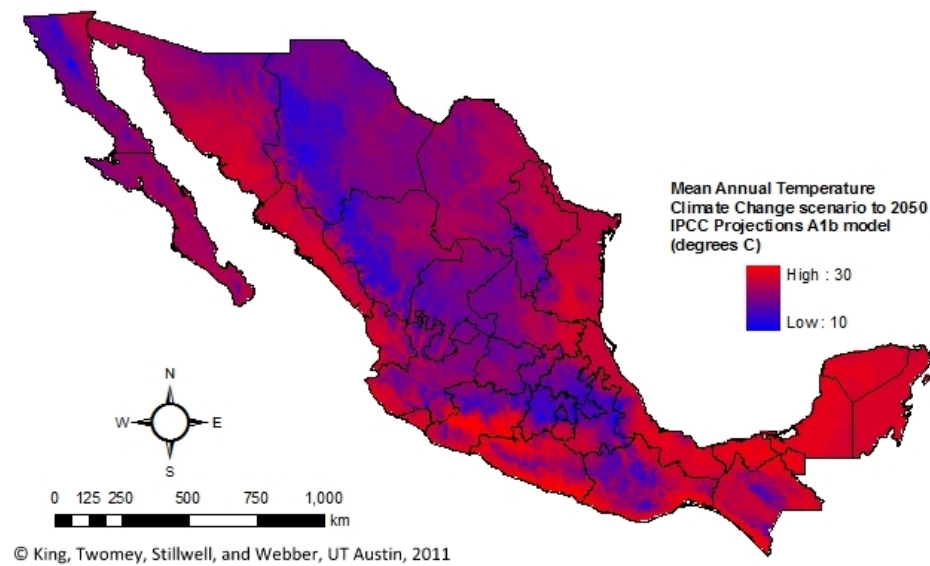 Mean Annual Temperature
Climate Change scenario to 2050
IPCC Projections A1b model
(degrees C)
High : 30
Low : 10
N
W E
S
0 125 250 500 750 1,000
km
© King, Twomey, Stillwell, and Webber, UT Austin, 2011